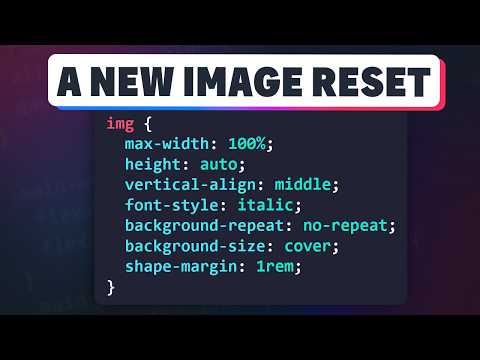 A NEW IMAGE RESET
img {
max-width: 100%;
height: auto;
vertical-align: middle;
font-style: italic;
background-repeat: no-repeat;
background-size: cover;
shape-margin: 1rem;
}